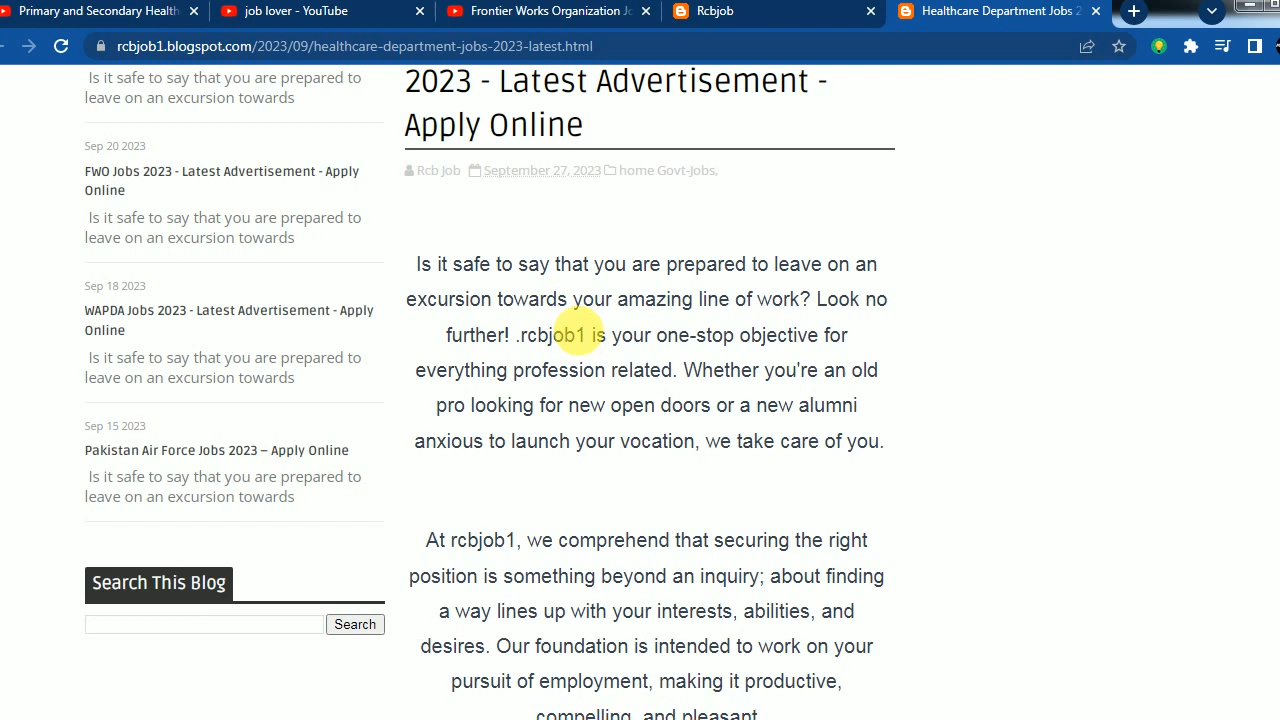 Primary and Secondary Health
job lover - YouTube
Frontier Works Organization Jo
Rcbjob
Healthcare Department Jobs 2
rcbjob1.blogspot.com/2023/09/healthcare-department-jobs-2023-latest.html
Is it safe to say that you are prepared to
leave on an excursion towards
Sep 20 2023
FWO Jobs 2023 - Latest Advertisement - Apply
Online
Is it safe to say that you are prepared to
leave on an excursion towards
Sep 18 2023
WAPDA Jobs 2023 - Latest Advertisement - Apply
Online
Is it safe to say that you are prepared to
leave on an excursion towards
Sep 15 2023
Pakistan Air Force Jobs 2023 – Apply Online
Is it safe to say that you are prepared to
leave on an excursion towards
Search This Blog
Search
2023 - Latest Advertisement -
Apply Online
Rcb Job September 27, 2023 home Govt-Jobs,
Is it safe to say that you are prepared to leave on an
excursion towards your amazing line of work? Look no
further! .rcbjob1 is your one-stop objective for
everything profession related. Whether you're an old
pro looking for new open doors or a new alumni
anxious to launch your vocation, we take care of you.
At rcbjob1, we comprehend that securing the right
position is something beyond an inquiry; about finding
a way lines up with your interests, abilities, and
desires. Our foundation is intended to work on your
pursuit of employment, making it productive,
compelling, and pleasant